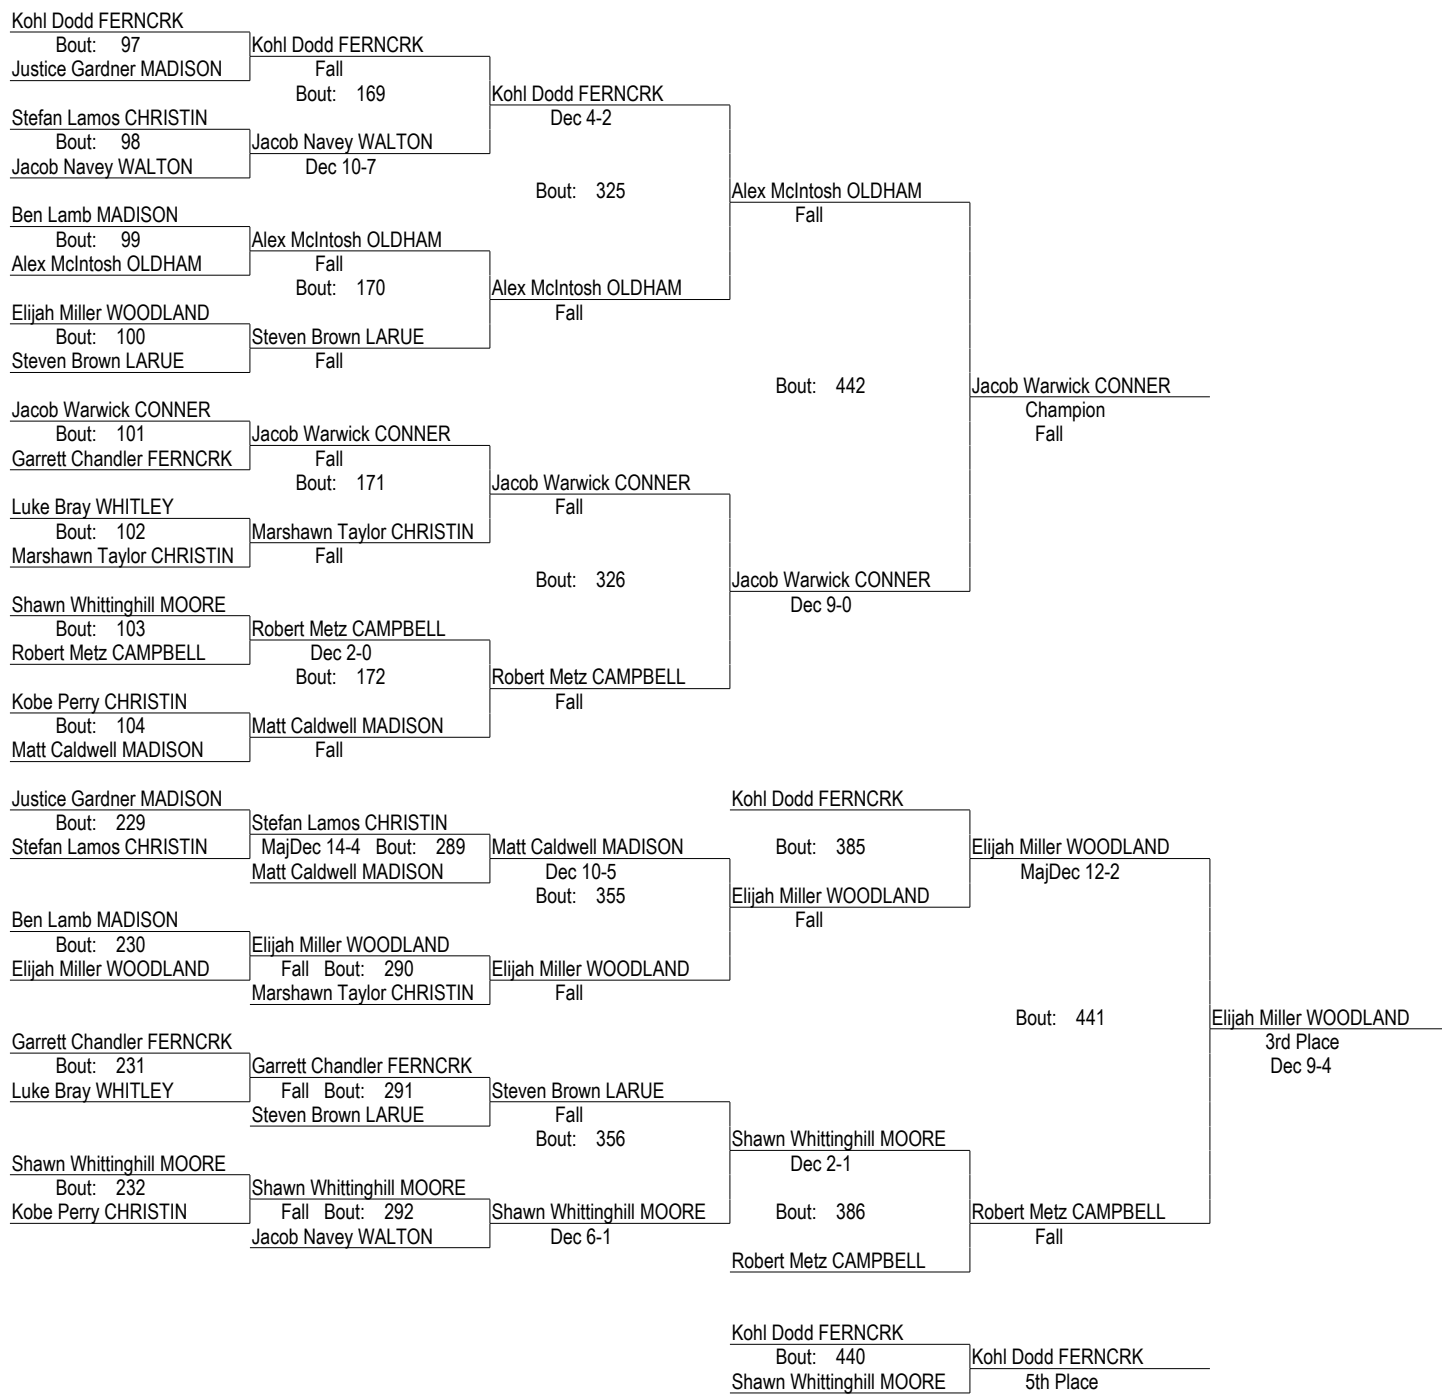 Kohl Dodd FERNCRK
Bout: 97
Justice Gardner MADISON
Kohl Dodd FERNCRK
Fall
Bout: 169
Stefan Lamos CHRISTIN
Bout: 98
Jacob Navey WALTON
Jacob Navey WALTON
Dec 10-7
Kohl Dodd FERNCRK
Dec 4-2
Bout: 325
Ben Lamb MADISON
Bout: 99
Alex McIntosh OLDHAM
Alex McIntosh OLDHAM
Fall
Bout: 170
Elijah Miller WOODLAND
Bout: 100
Steven Brown LARUE
Steven Brown LARUE
Fall
Alex McIntosh OLDHAM
Fall
Alex McIntosh OLDHAM
Fall
Bout: 442
Jacob Warwick CONNER
Champion
Fall
Jacob Warwick CONNER
Bout: 101
Garrett Chandler FERNCRK
Jacob Warwick CONNER
Fall
Bout: 171
Luke Bray WHITLEY
Bout: 102
Marshawn Taylor CHRISTIN
Marshawn Taylor CHRISTIN
Fall
Jacob Warwick CONNER
Fall
Bout: 326
Jacob Warwick CONNER
Dec 9-0
Shawn Whittinghill MOORE
Bout: 103
Robert Metz CAMPBELL
Robert Metz CAMPBELL
Dec 2-0
Bout: 172
Kobe Perry CHRISTIN
Bout: 104
Matt Caldwell MADISON
Matt Caldwell MADISON
Fall
Robert Metz CAMPBELL
Fall
Justice Gardner MADISON
Bout: 229
Stefan Lamos CHRISTIN
Stefan Lamos CHRISTIN
MajDec 14-4 Bout: 289
Matt Caldwell MADISON
Matt Caldwell MADISON
Dec 10-5
Bout: 355
Ben Lamb MADISON
Bout: 230
Elijah Miller WOODLAND
Elijah Miller WOODLAND
Fall Bout: 290
Marshawn Taylor CHRISTIN
Elijah Miller WOODLAND
Fall
Kohl Dodd FERNCRK
Bout: 385
Elijah Miller WOODLAND
Fall
Elijah Miller WOODLAND
MajDec 12-2
Bout: 441
Elijah Miller WOODLAND
3rd Place
Dec 9-4
Garrett Chandler FERNCRK
Bout: 231
Luke Bray WHITLEY
Garrett Chandler FERNCRK
Fall Bout: 291
Steven Brown LARUE
Steven Brown LARUE
Fall
Bout: 356
Shawn Whittinghill MOORE
Bout: 232
Kobe Perry CHRISTIN
Shawn Whittinghill MOORE
Fall Bout: 292
Jacob Navey WALTON
Shawn Whittinghill MOORE
Dec 6-1
Shawn Whittinghill MOORE
Dec 2-1
Bout: 386
Robert Metz CAMPBELL
Robert Metz CAMPBELL
Fall
Kohl Dodd FERNCRK
Bout: 440
Shawn Whittinghill MOORE
Kohl Dodd FERNCRK
5th Place